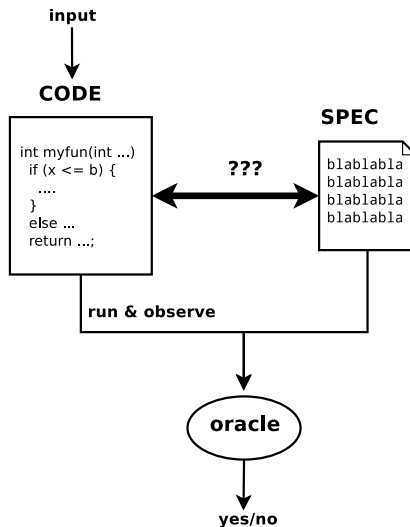 input
CODE
SPEC
int myfun(int ...)
if (x <= b) {
....
}
else ...
return ...;
???
blablabla
blablabla
blablabla
blablabla
run & observe
oracle
yes/no